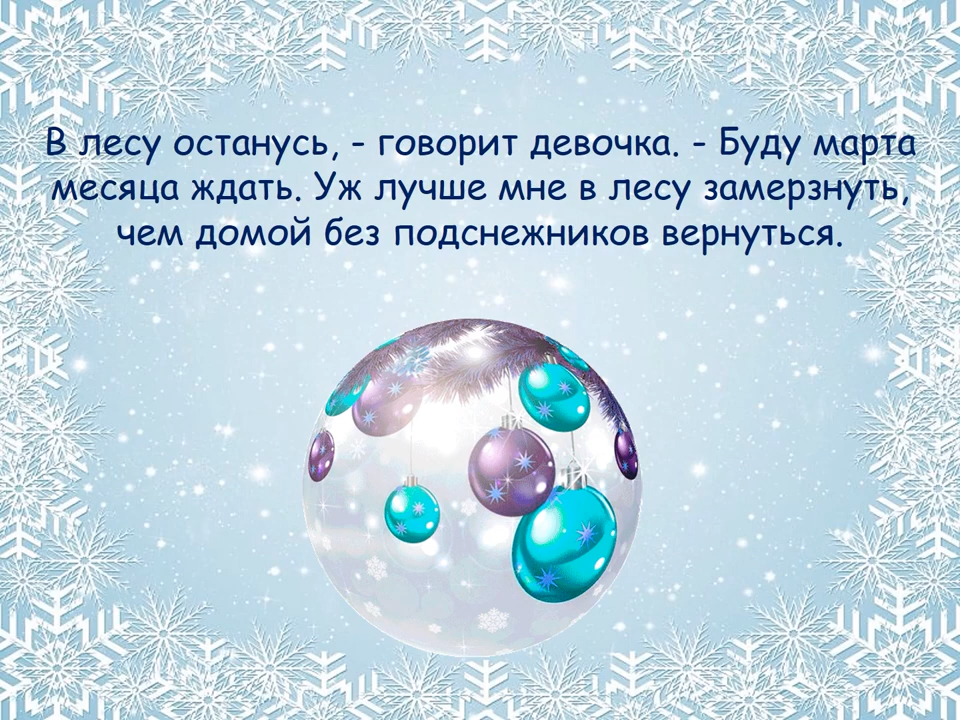 В лесу останусь, - говорит девочка. - Буду марта
месяца ждать. Уж лучше мне в лесу замерзнуть,
чем домой без подснежников вернуться.